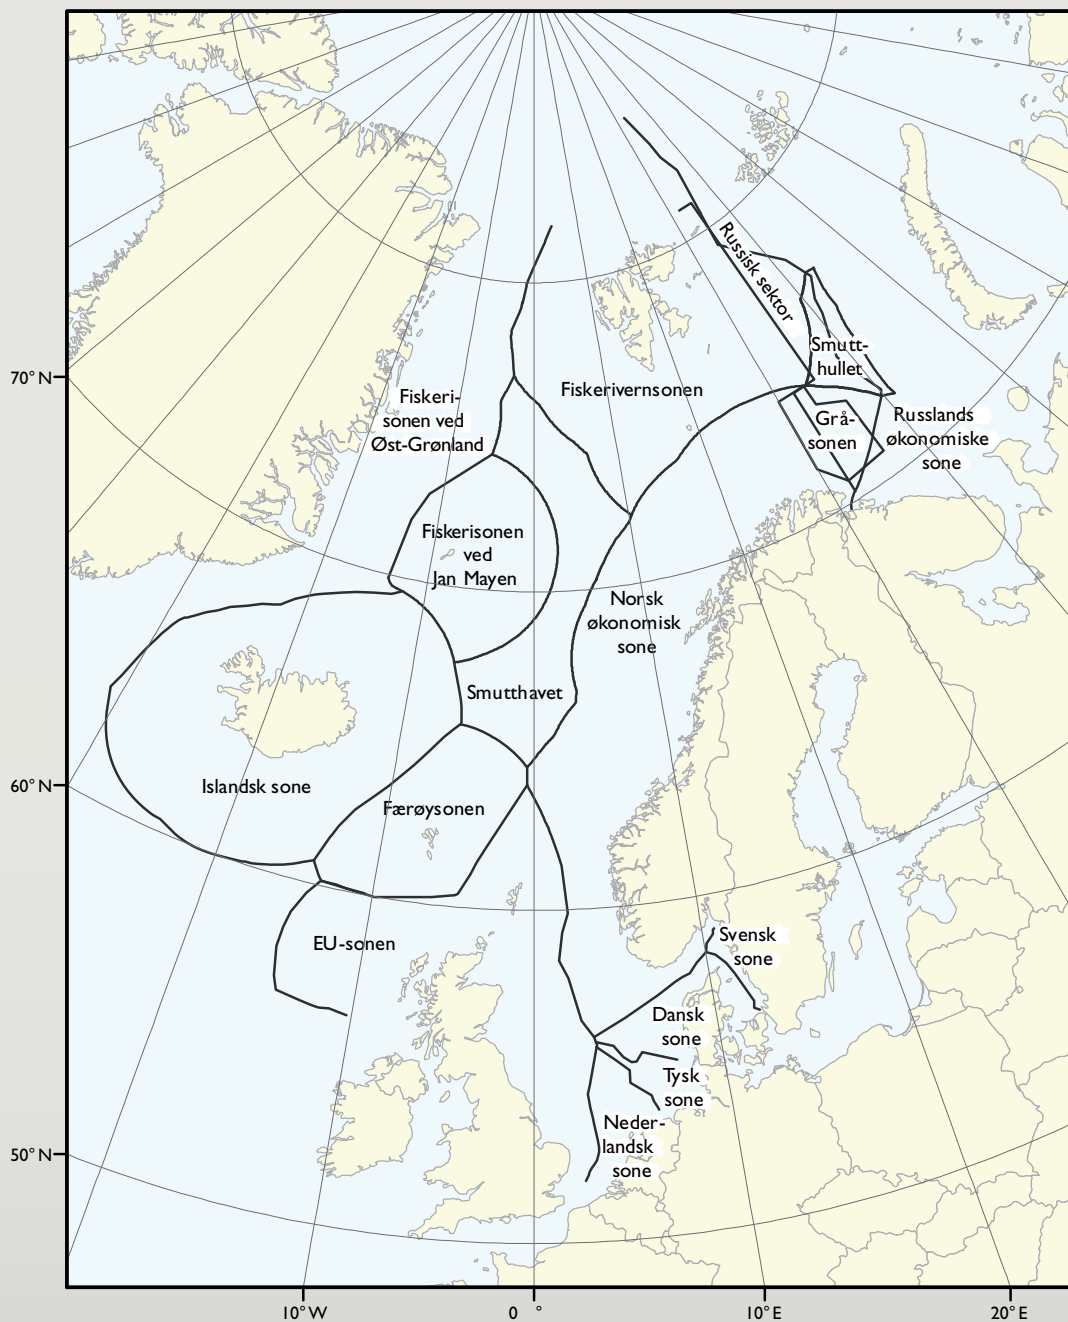 Russisk sektor
70° N
Smutt-
hullet
Fiskerivernsonen
Fiskeri-
sonen ved
Øst-Grønland
Grå-
sonen
Russlands
økonomiske
sone
Fiskerisonen
ved
Jan Mayen
Norsk
økonomisk
sone
Smutthavet
60° N
Islandsk sone
Færøysonen
EU-sonen
Svensk
sone
Dansk
sone
Tysk
sone
Neder-
landsk
sone
50° N
10° W
0 °
10° E
20° E